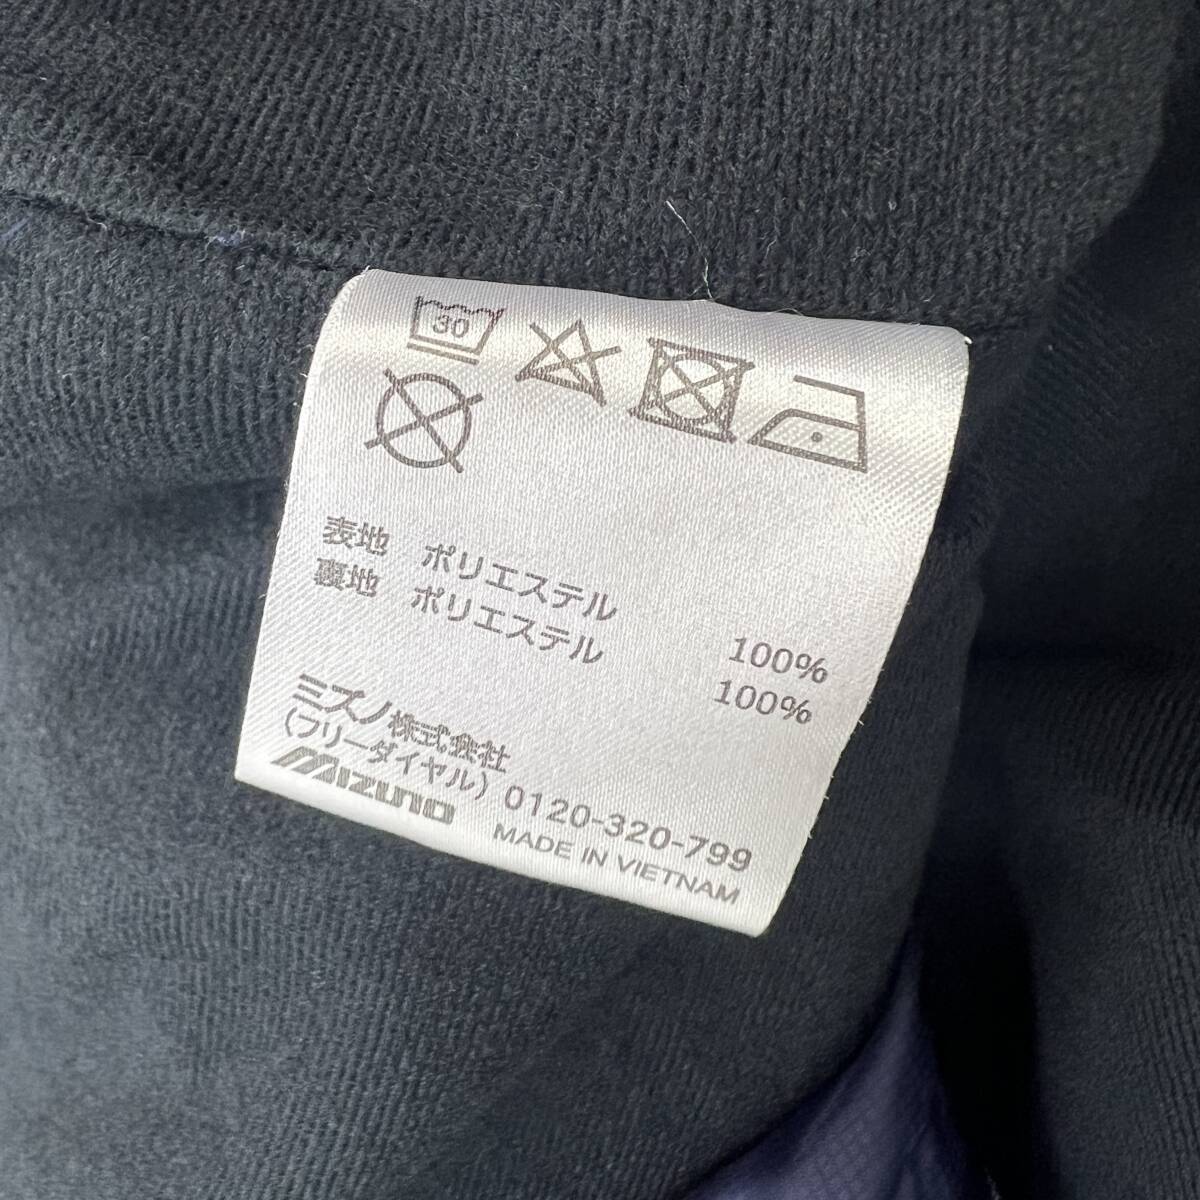 30
表地 ポリエステル 100%
裏地 ポリエステル 100%
ミズノ株式会社
(フリーダイヤル) 0120-320-799
MIZUNO MADE IN VIETNAM